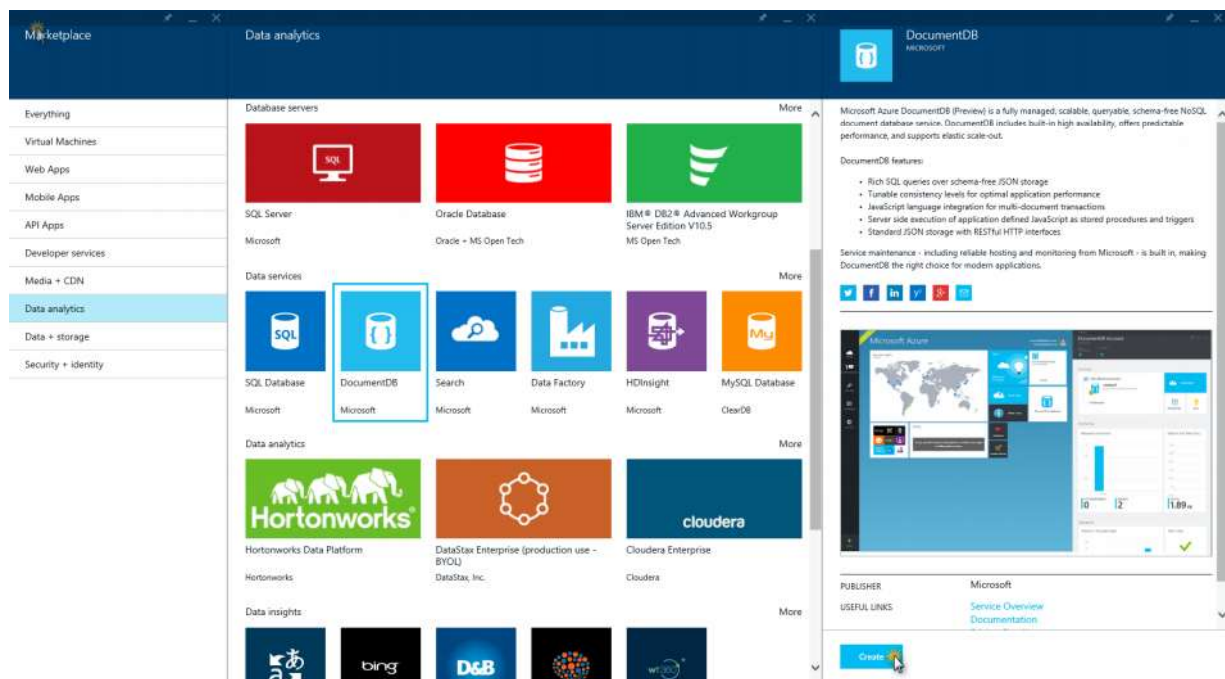 Marketplace
Data analytics
DocumentDB
MICROSOFT
Everything
Virtual Machines
Web Apps
Mobile Apps
API Apps
Developer services
Media + CDN
Data analytics
Data + storage
Security + identity
Database servers
More
SQL
SQL Server
Oracle Database
IBM® DB2® Advanced Workgroup
Server Edition V10.5
Microsoft
Oracle + MS Open Tech
MS Open Tech
Data services
More
SQL
My
SQL Database
DocumentDB
Search
Data Factory
HDInsight
MySQL Database
Microsoft
Microsoft
Microsoft
Microsoft
Microsoft
ClearDB
Data analytics
More
Hortonworks
cloudera
Hortonworks Data Platform
DataStax Enterprise (production use -
BYOL)
Cloudera Enterprise
Hortonworks
DataStax, Inc.
Cloudera
Data insights
More
あ
a
bing
D&B
Microsoft Azure DocumentDB (Preview) is a fully managed, scalable, queryable, schema-free NoSQL
document database service. DocumentDB includes built-in high availability, offers predictable
performance, and supports elastic scale-out.
DocumentDB features:
• Rich SQL queries over schema-free JSON storage
• Tunable consistency levels for optimal application performance
• JavaScript language integration for multi-document transactions
• Server side execution of application defined JavaScript as stored procedures and triggers
• Standard JSON storage with RESTful HTTP interfaces
Service maintenance - including reliable hosting and monitoring from Microsoft - is built in, making
DocumentDB the right choice for modern applications.
Microsoft Azure
0
2
1.89
PUBLISHER
Microsoft
USEFUL LINKS
Service Overview
Documentation
Create